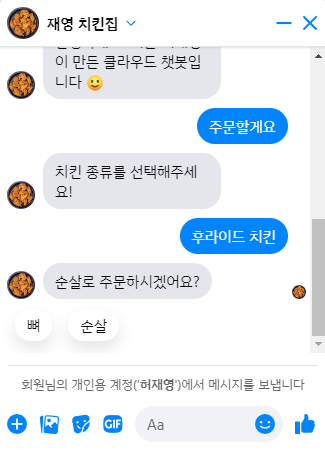 재영 치킨집
이 만든 클라우드 챗봇입
니다 😀
주문할게요
치킨 종류를 선택해주세
요!
후라이드 치킨
순살로 주문하시겠어요?
뼈
순살
회원님의 개인용 계정('허재영')에서 메시지를 보냅니다
GIF
Aa